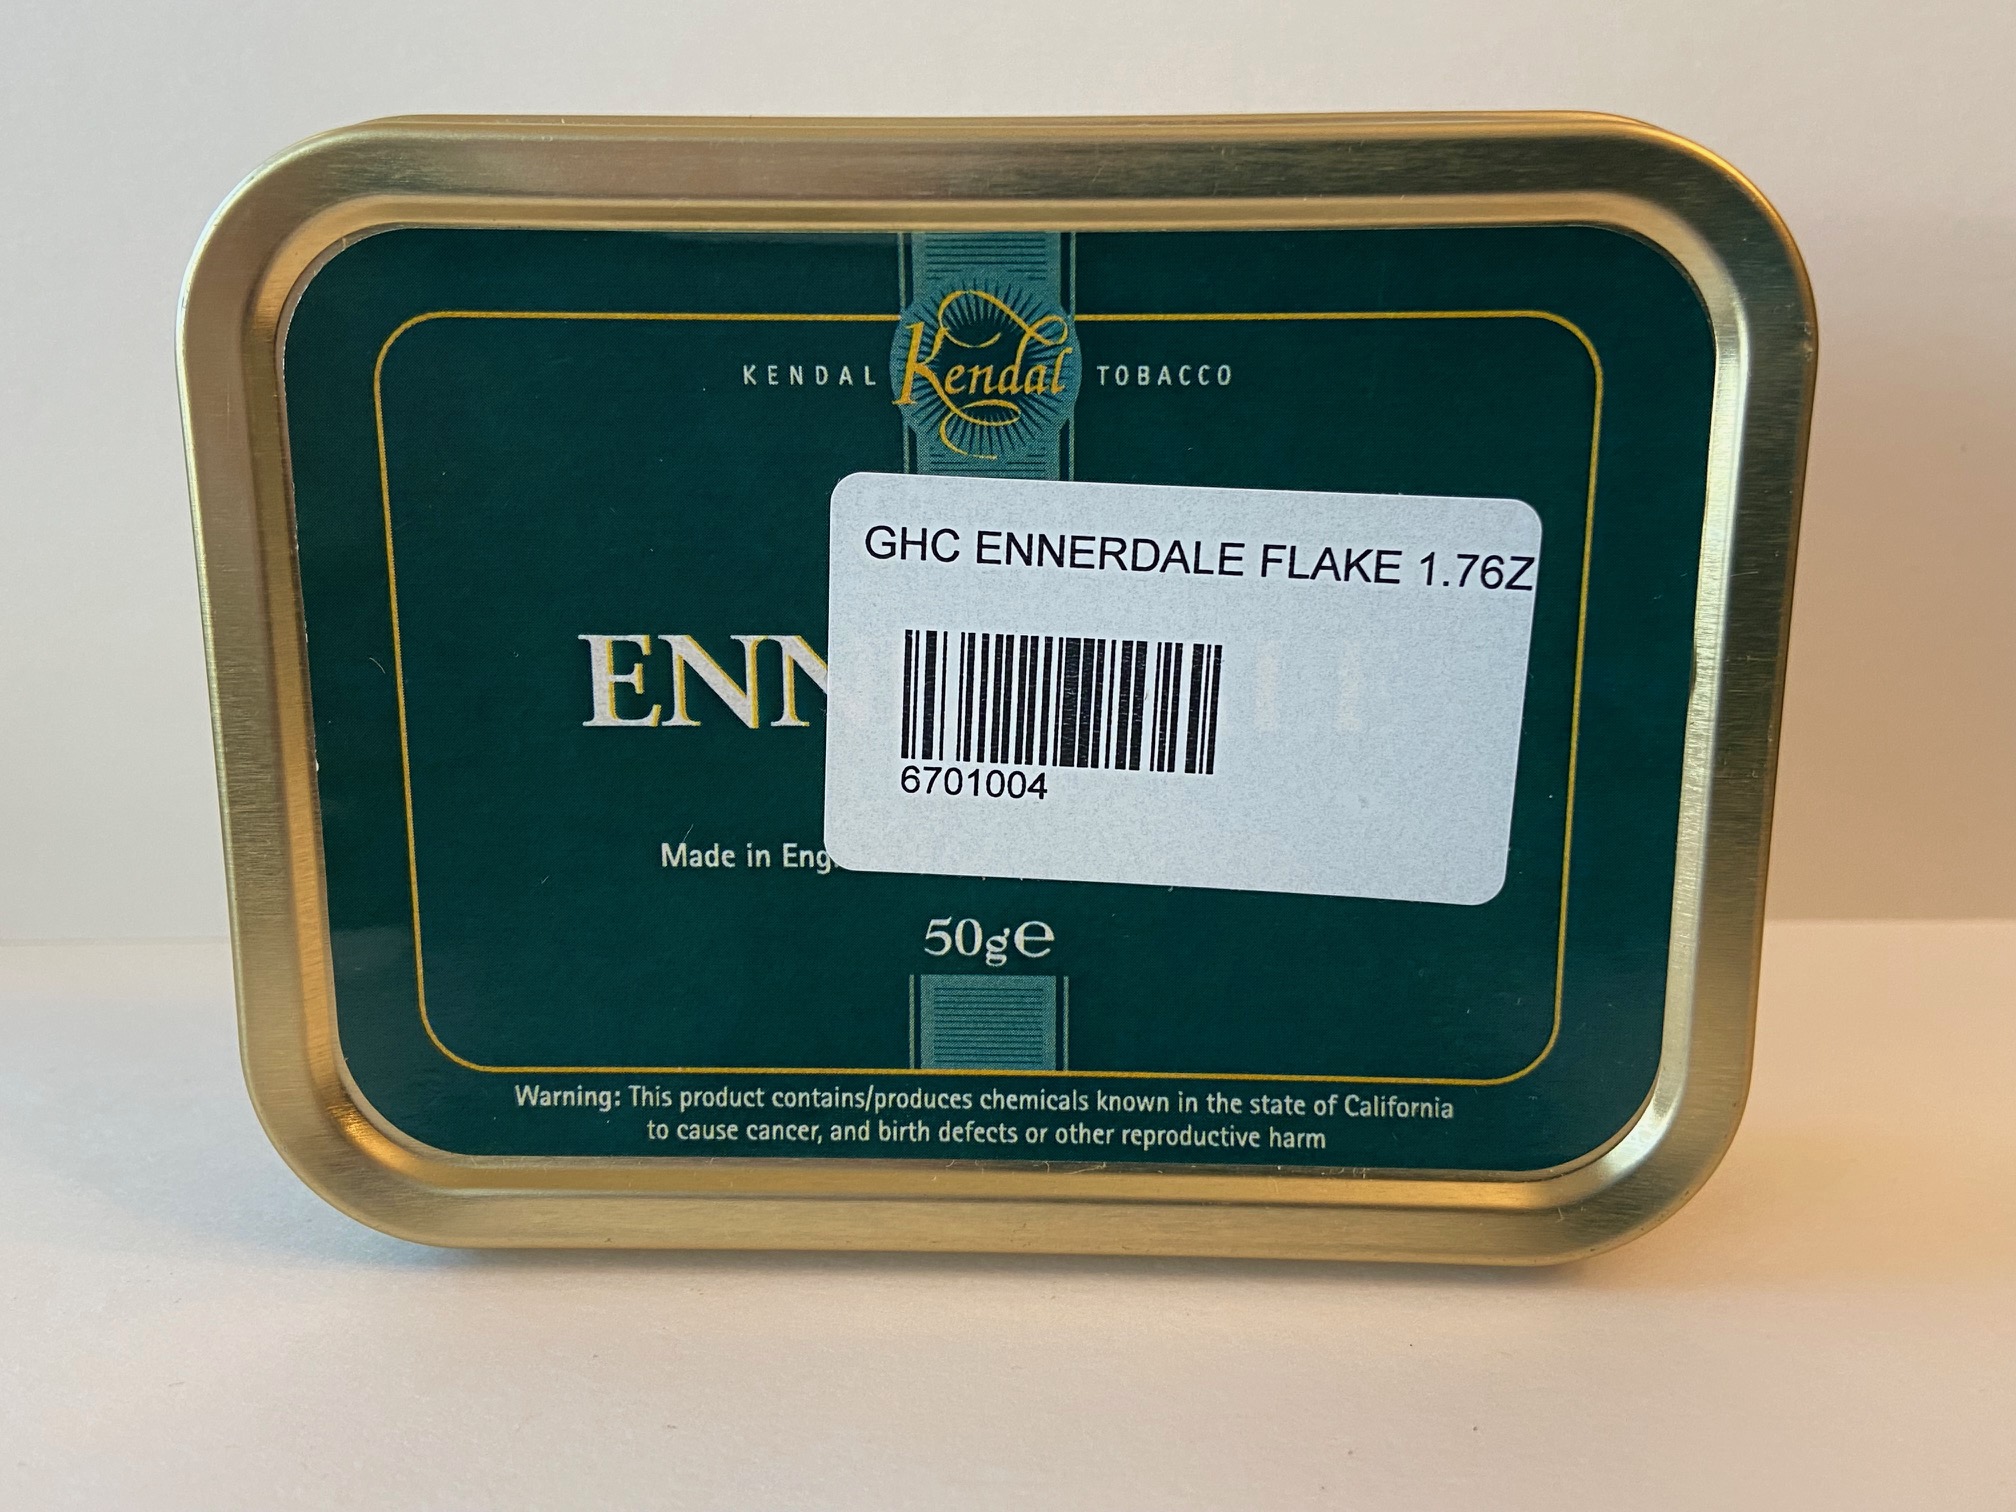 KENDAL Kendal TOBACCO
GHC ENNERDALE FLAKE 1.76Z
ENN
6701004
Made in Eng
50g℮
Warning: This product contains/produces chemicals known in the state of California
to cause cancer, and birth defects or other reproductive harm